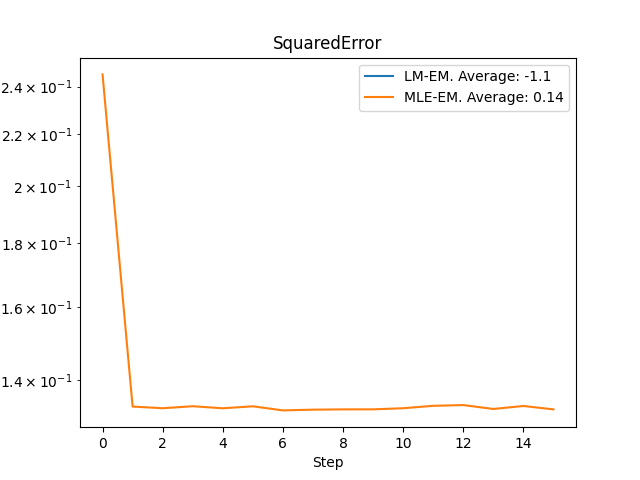 SquaredError
LM-EM. Average: -1.1
MLE-EM. Average: 0.14
2.4 × 10⁻¹
2.2 × 10⁻¹
2 × 10⁻¹
1.8 × 10⁻¹
1.6 × 10⁻¹
1.4 × 10⁻¹
0 2 4 6 8 10 12 14
Step